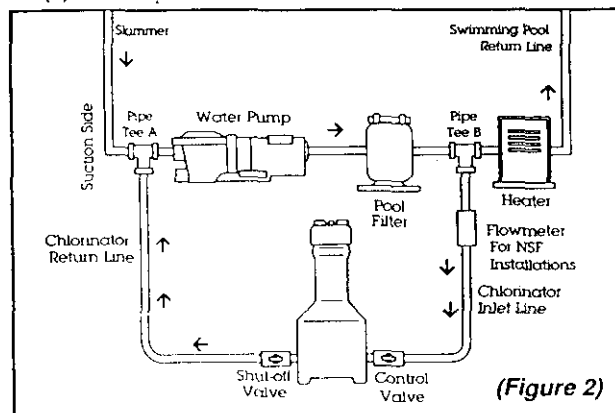 Skimmer
Swimming Pool
Return Line
Suction Side
Pipe
Tee A
Water Pump
Pipe
Tee B
Pool
Filter
Heater
Chlorinator
Return Line
Flowmeter
For NSF
Installations
Chlorinator
Inlet Line
Shut-off
Valve
Control
Valve
(Figure 2)